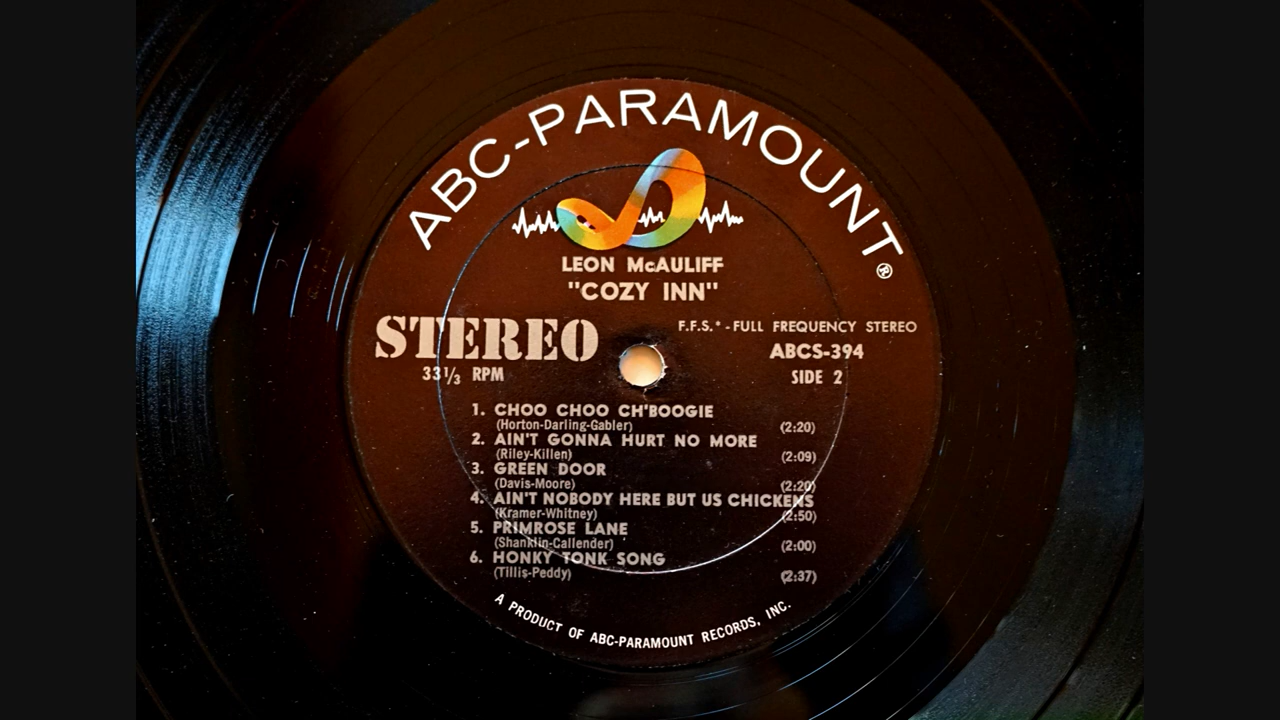 ABC-PARAMOUNT®
LEON McAULIFF
"COZY INN"
STEREO
33⅓ RPM
F.F.S.* - FULL FREQUENCY STEREO
ABCS-394
SIDE 2
1. CHOO CHOO CH'BOOGIE
(Horton-Darling-Gabler) (2:20)
2. AIN'T GONNA HURT NO MORE
(Riley-Killen) (2:09)
3. GREEN DOOR
(Davis-Moore) (2:20)
4. AIN'T NOBODY HERE BUT US CHICKENS
(Kramer-Whitney) (2:50)
5. PRIMROSE LANE
(Shanklin-Callender) (2:00)
6. HONKY TONK SONG
(Tillis-Peddy) (2:37)
A PRODUCT OF ABC-PARAMOUNT RECORDS, INC.